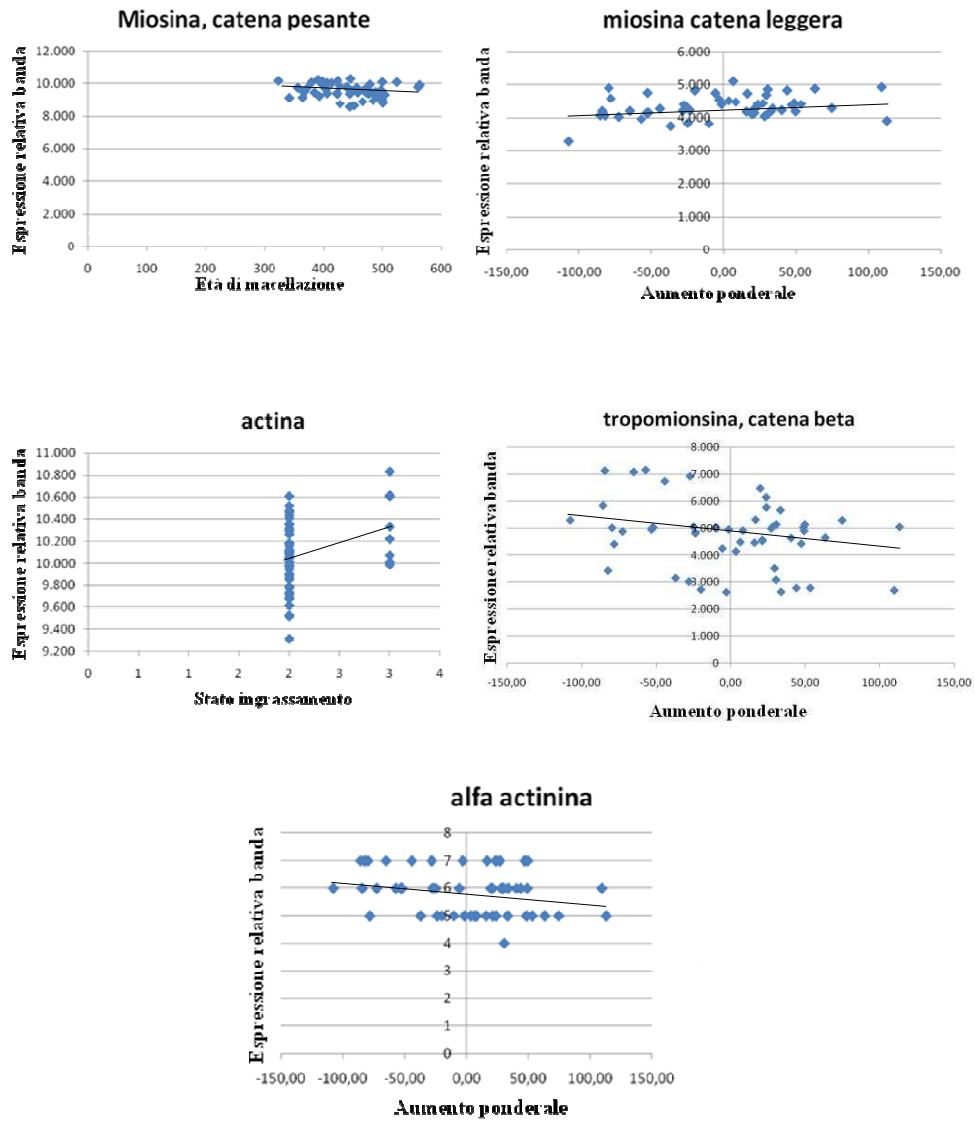 Miosina, catena pesante
Espressione relativa banda
12.000
10.000
8.000
6.000
4.000
2.000
0
0 100 200 300 400 500 600
Età di macellazione
miosina catena leggera
Espressione relativa banda
6.000
5.000
4.000
3.000
2.000
1.000
0
-150,00 -100,00 -50,00 0,00 50,00 100,00 150,00
Aumento ponderale
actina
Espressione relativa banda
11.000
10.800
10.600
10.400
10.200
10.000
9.800
9.600
9.400
9.200
0 1 1 2 2 3 3 4
Stato ingrassamento
tropomionsina, catena beta
Espressione relativa banda
8.000
7.000
6.000
5.000
4.000
3.000
2.000
1.000
0
-150,00 -100,00 -50,00 0,00 50,00 100,00 150,00
Aumento ponderale
alfa actinina
Espressione relativa banda
8
7
6
5
4
3
2
1
0
-150,00 -100,00 -50,00 0,00 50,00 100,00 150,00
Aumento ponderale